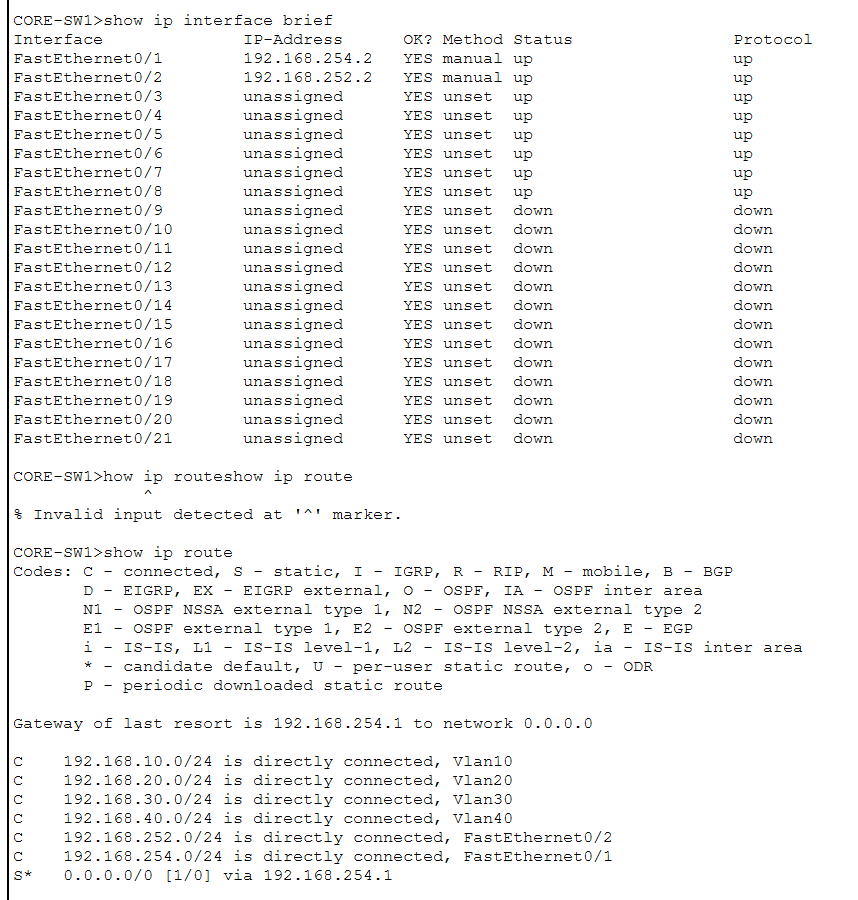 CORE-SW1>show ip interface brief
Interface              IP-Address      OK? Method Status                Protocol
FastEthernet0/1        192.168.254.2   YES manual up                    up
FastEthernet0/2        192.168.252.2   YES manual up                    up
FastEthernet0/3        unassigned      YES unset  up                    up
FastEthernet0/4        unassigned      YES unset  up                    up
FastEthernet0/5        unassigned      YES unset  up                    up
FastEthernet0/6        unassigned      YES unset  up                    up
FastEthernet0/7        unassigned      YES unset  up                    up
FastEthernet0/8        unassigned      YES unset  up                    up
FastEthernet0/9        unassigned      YES unset  down                  down
FastEthernet0/10       unassigned      YES unset  down                  down
FastEthernet0/11       unassigned      YES unset  down                  down
FastEthernet0/12       unassigned      YES unset  down                  down
FastEthernet0/13       unassigned      YES unset  down                  down
FastEthernet0/14       unassigned      YES unset  down                  down
FastEthernet0/15       unassigned      YES unset  down                  down
FastEthernet0/16       unassigned      YES unset  down                  down
FastEthernet0/17       unassigned      YES unset  down                  down
FastEthernet0/18       unassigned      YES unset  down                  down
FastEthernet0/19       unassigned      YES unset  down                  down
FastEthernet0/20       unassigned      YES unset  down                  down
FastEthernet0/21       unassigned      YES unset  down                  down
CORE-SW1>how ip routeshow ip route
             ^
% Invalid input detected at '^' marker.
CORE-SW1>show ip route
Codes: C - connected, S - static, I - IGRP, R - RIP, M - mobile, B - BGP
       D - EIGRP, EX - EIGRP external, O - OSPF, IA - OSPF inter area
       N1 - OSPF NSSA external type 1, N2 - OSPF NSSA external type 2
       E1 - OSPF external type 1, E2 - OSPF external type 2, E - EGP
       i - IS-IS, L1 - IS-IS level-1, L2 - IS-IS level-2, ia - IS-IS inter area
       * - candidate default, U - per-user static route, o - ODR
       P - periodic downloaded static route
Gateway of last resort is 192.168.254.1 to network 0.0.0.0
C    192.168.10.0/24 is directly connected, Vlan10
C    192.168.20.0/24 is directly connected, Vlan20
C    192.168.30.0/24 is directly connected, Vlan30
C    192.168.40.0/24 is directly connected, Vlan40
C    192.168.252.0/24 is directly connected, FastEthernet0/2
C    192.168.254.0/24 is directly connected, FastEthernet0/1
S*   0.0.0.0/0 [1/0] via 192.168.254.1